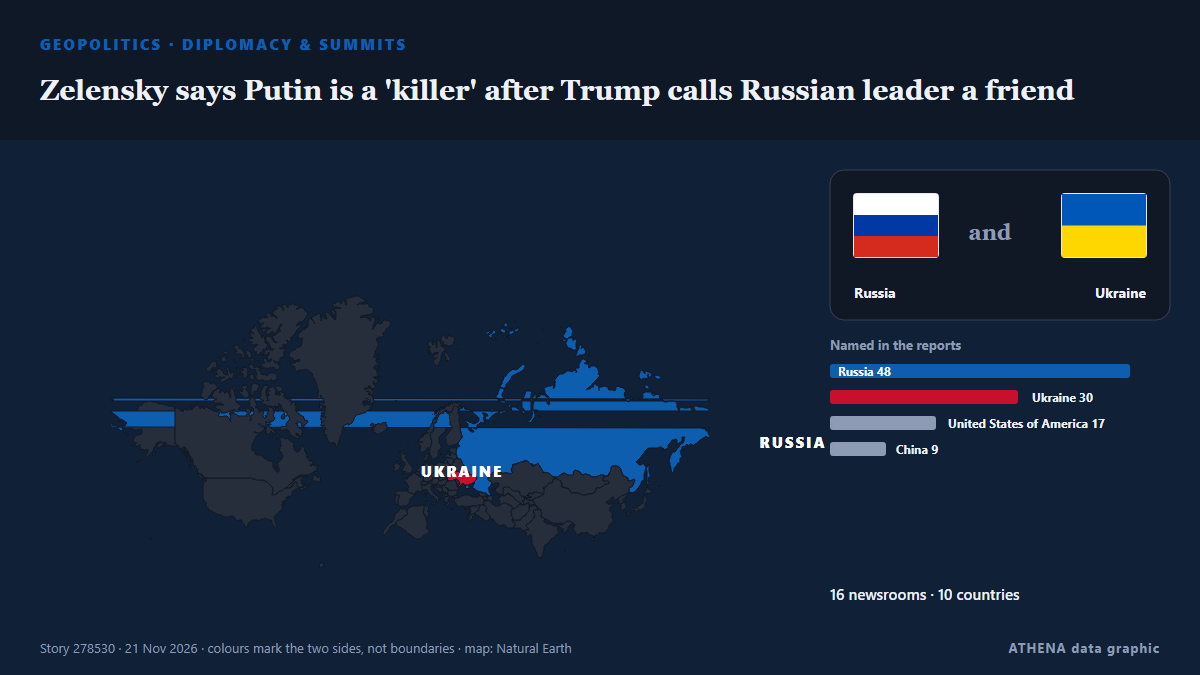 GEOPOLITICS · DIPLOMACY & SUMMITS
Zelensky says Putin is a 'killer' after Trump calls Russian leader a friend
and
Russia
Ukraine
Named in the reports
Russia 48
Ukraine 30
United States of America 17
China 9
RUSSIA
UKRAINE
16 newsrooms · 10 countries
Story 278530 · 21 Nov 2026 · colours mark the two sides, not boundaries · map: Natural Earth
ATHENA data graphic